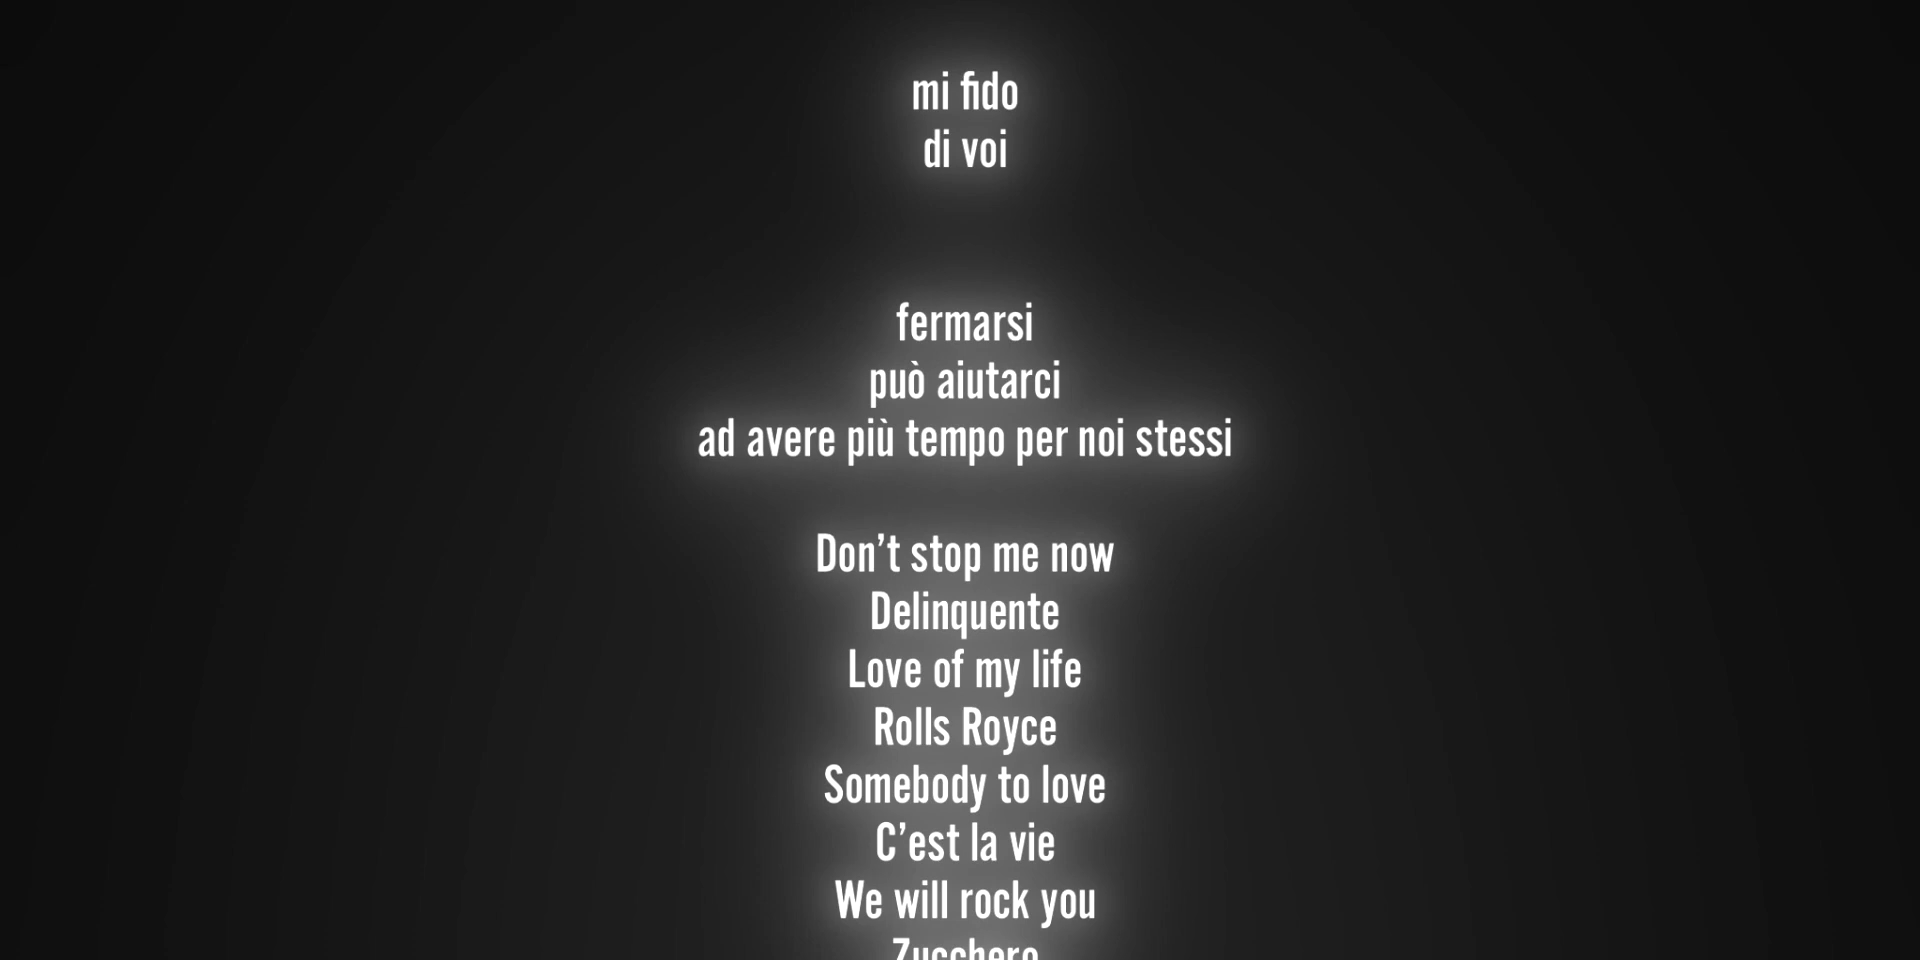 mi fido
di voi
fermarsi
può aiutarci
ad avere più tempo per noi stessi
Don’t stop me now
Delinquente
Love of my life
Rolls Royce
Somebody to love
C’est la vie
We will rock you
Zucchero